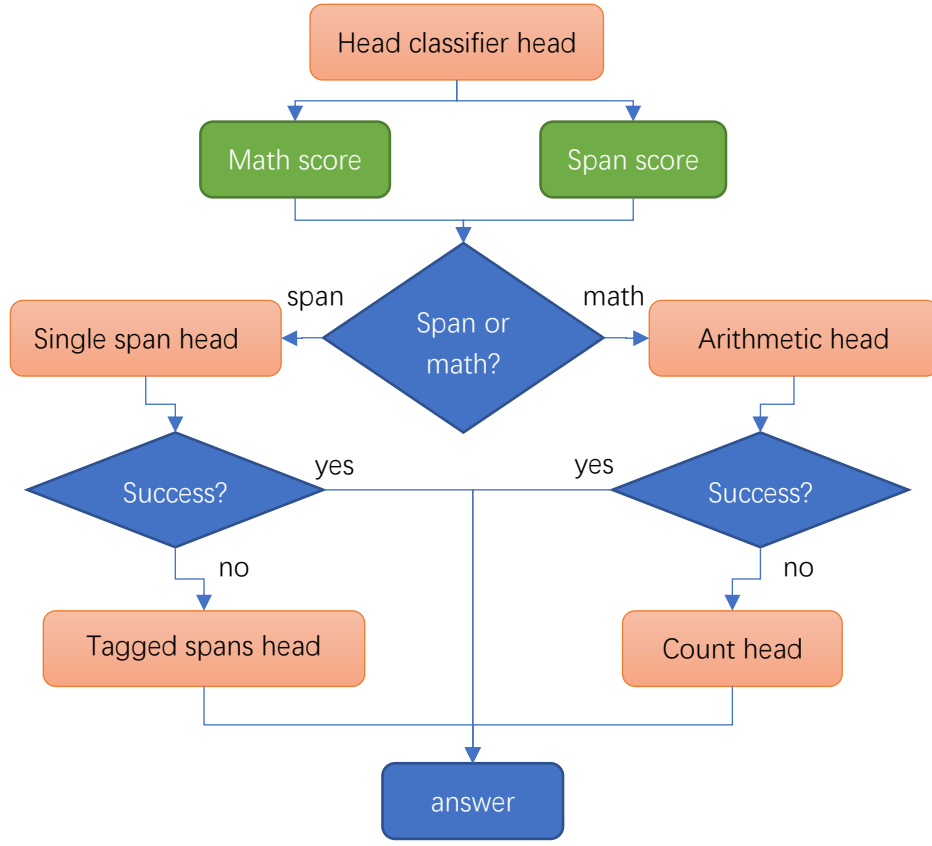 Head classifier head
Math score
Span score
span
math
Single span head
Span or
math?
Arithmetic head
yes
yes
Success?
Success?
no
no
Tagged spans head
Count head
answer